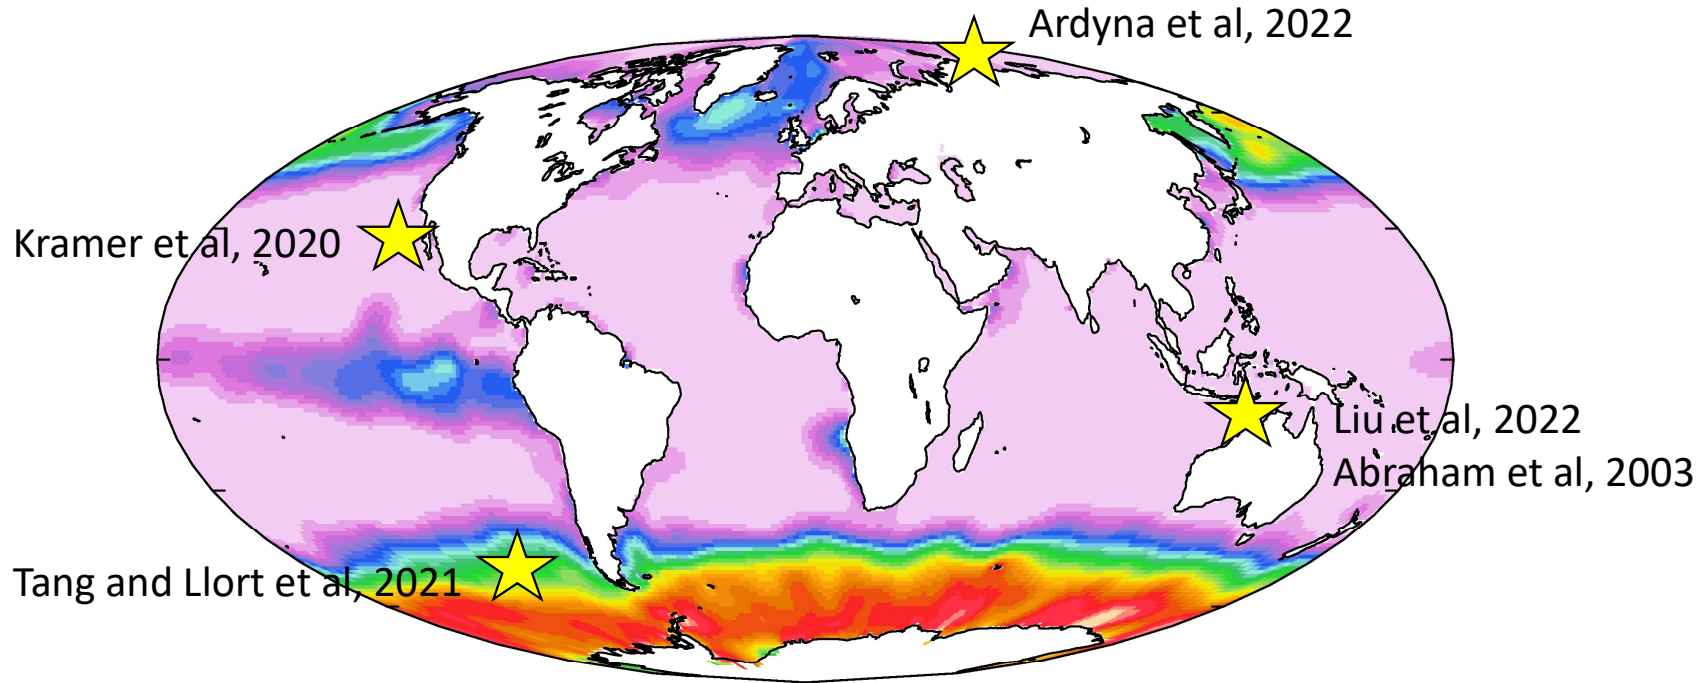 Ardyna et al, 2022
Kramer et al, 2020
Liu et al, 2022
Abraham et al, 2003
Tang and Llort et al, 2021